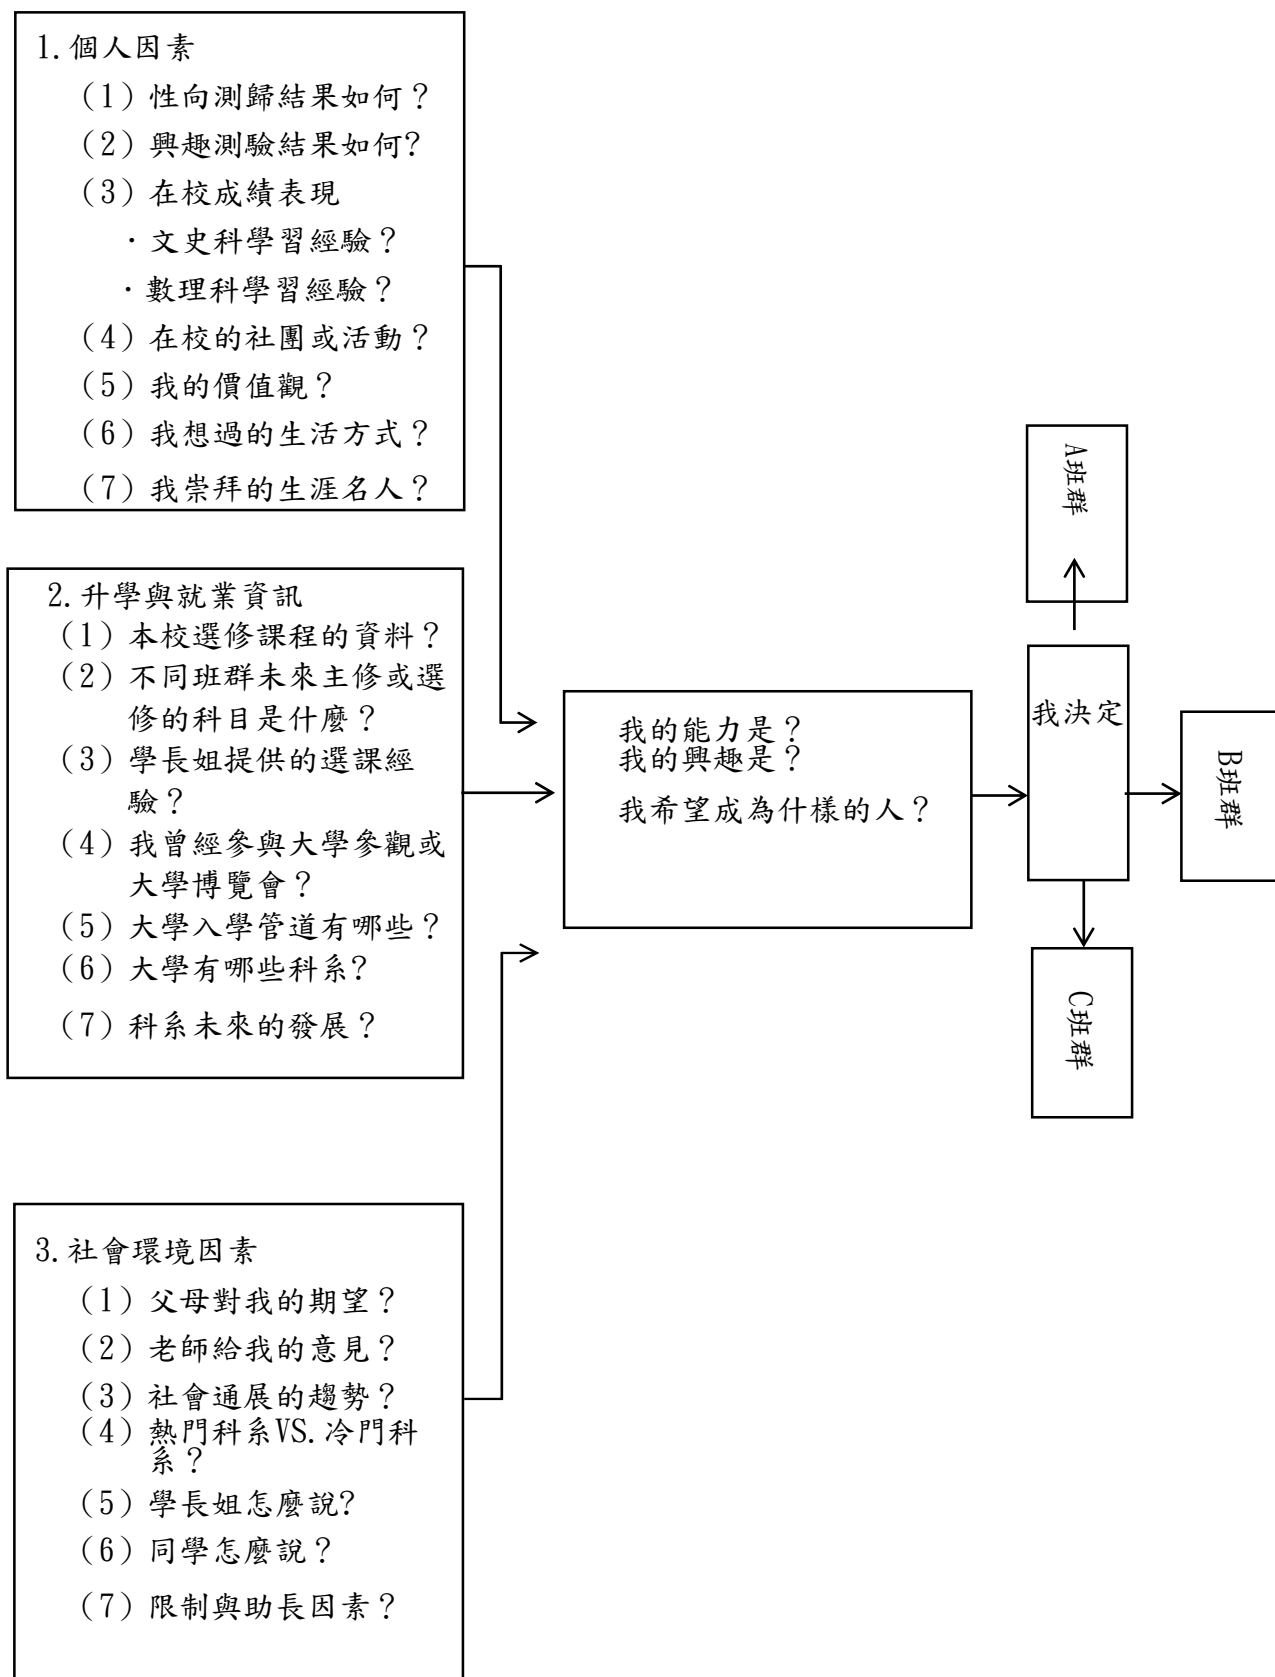 1.個人因素
（1）性向測歸結果如何？
（2）興趣測驗結果如何?
（3）在校成績表現
．文史科學習經驗？
．數理科學習經驗？
（4）在校的社團或活動？
（5）我的價值觀？
（6）我想過的生活方式？
（7）我崇拜的生涯名人？
2.升學與就業資訊
（1）本校選修課程的資料？
（2）不同班群未來主修或選
修的科目是什麼？
（3）學長姐提供的選課經
驗？
（4）我曾經參與大學參觀或
大學博覽會？
（5）大學入學管道有哪些？
（6）大學有哪些科系?
（7）科系未來的發展？
3.社會環境因素
（1）父母對我的期望？
（2）老師給我的意見？
（3）社會通展的趨勢？
（4）熱門科系VS.冷門科
系？
（5）學長姐怎麼說?
（6）同學怎麼說？
（7）限制與助長因素？
我的能力是？
我的興趣是？
我希望成為什樣的人？
我決定
A班群
B班群
C班群